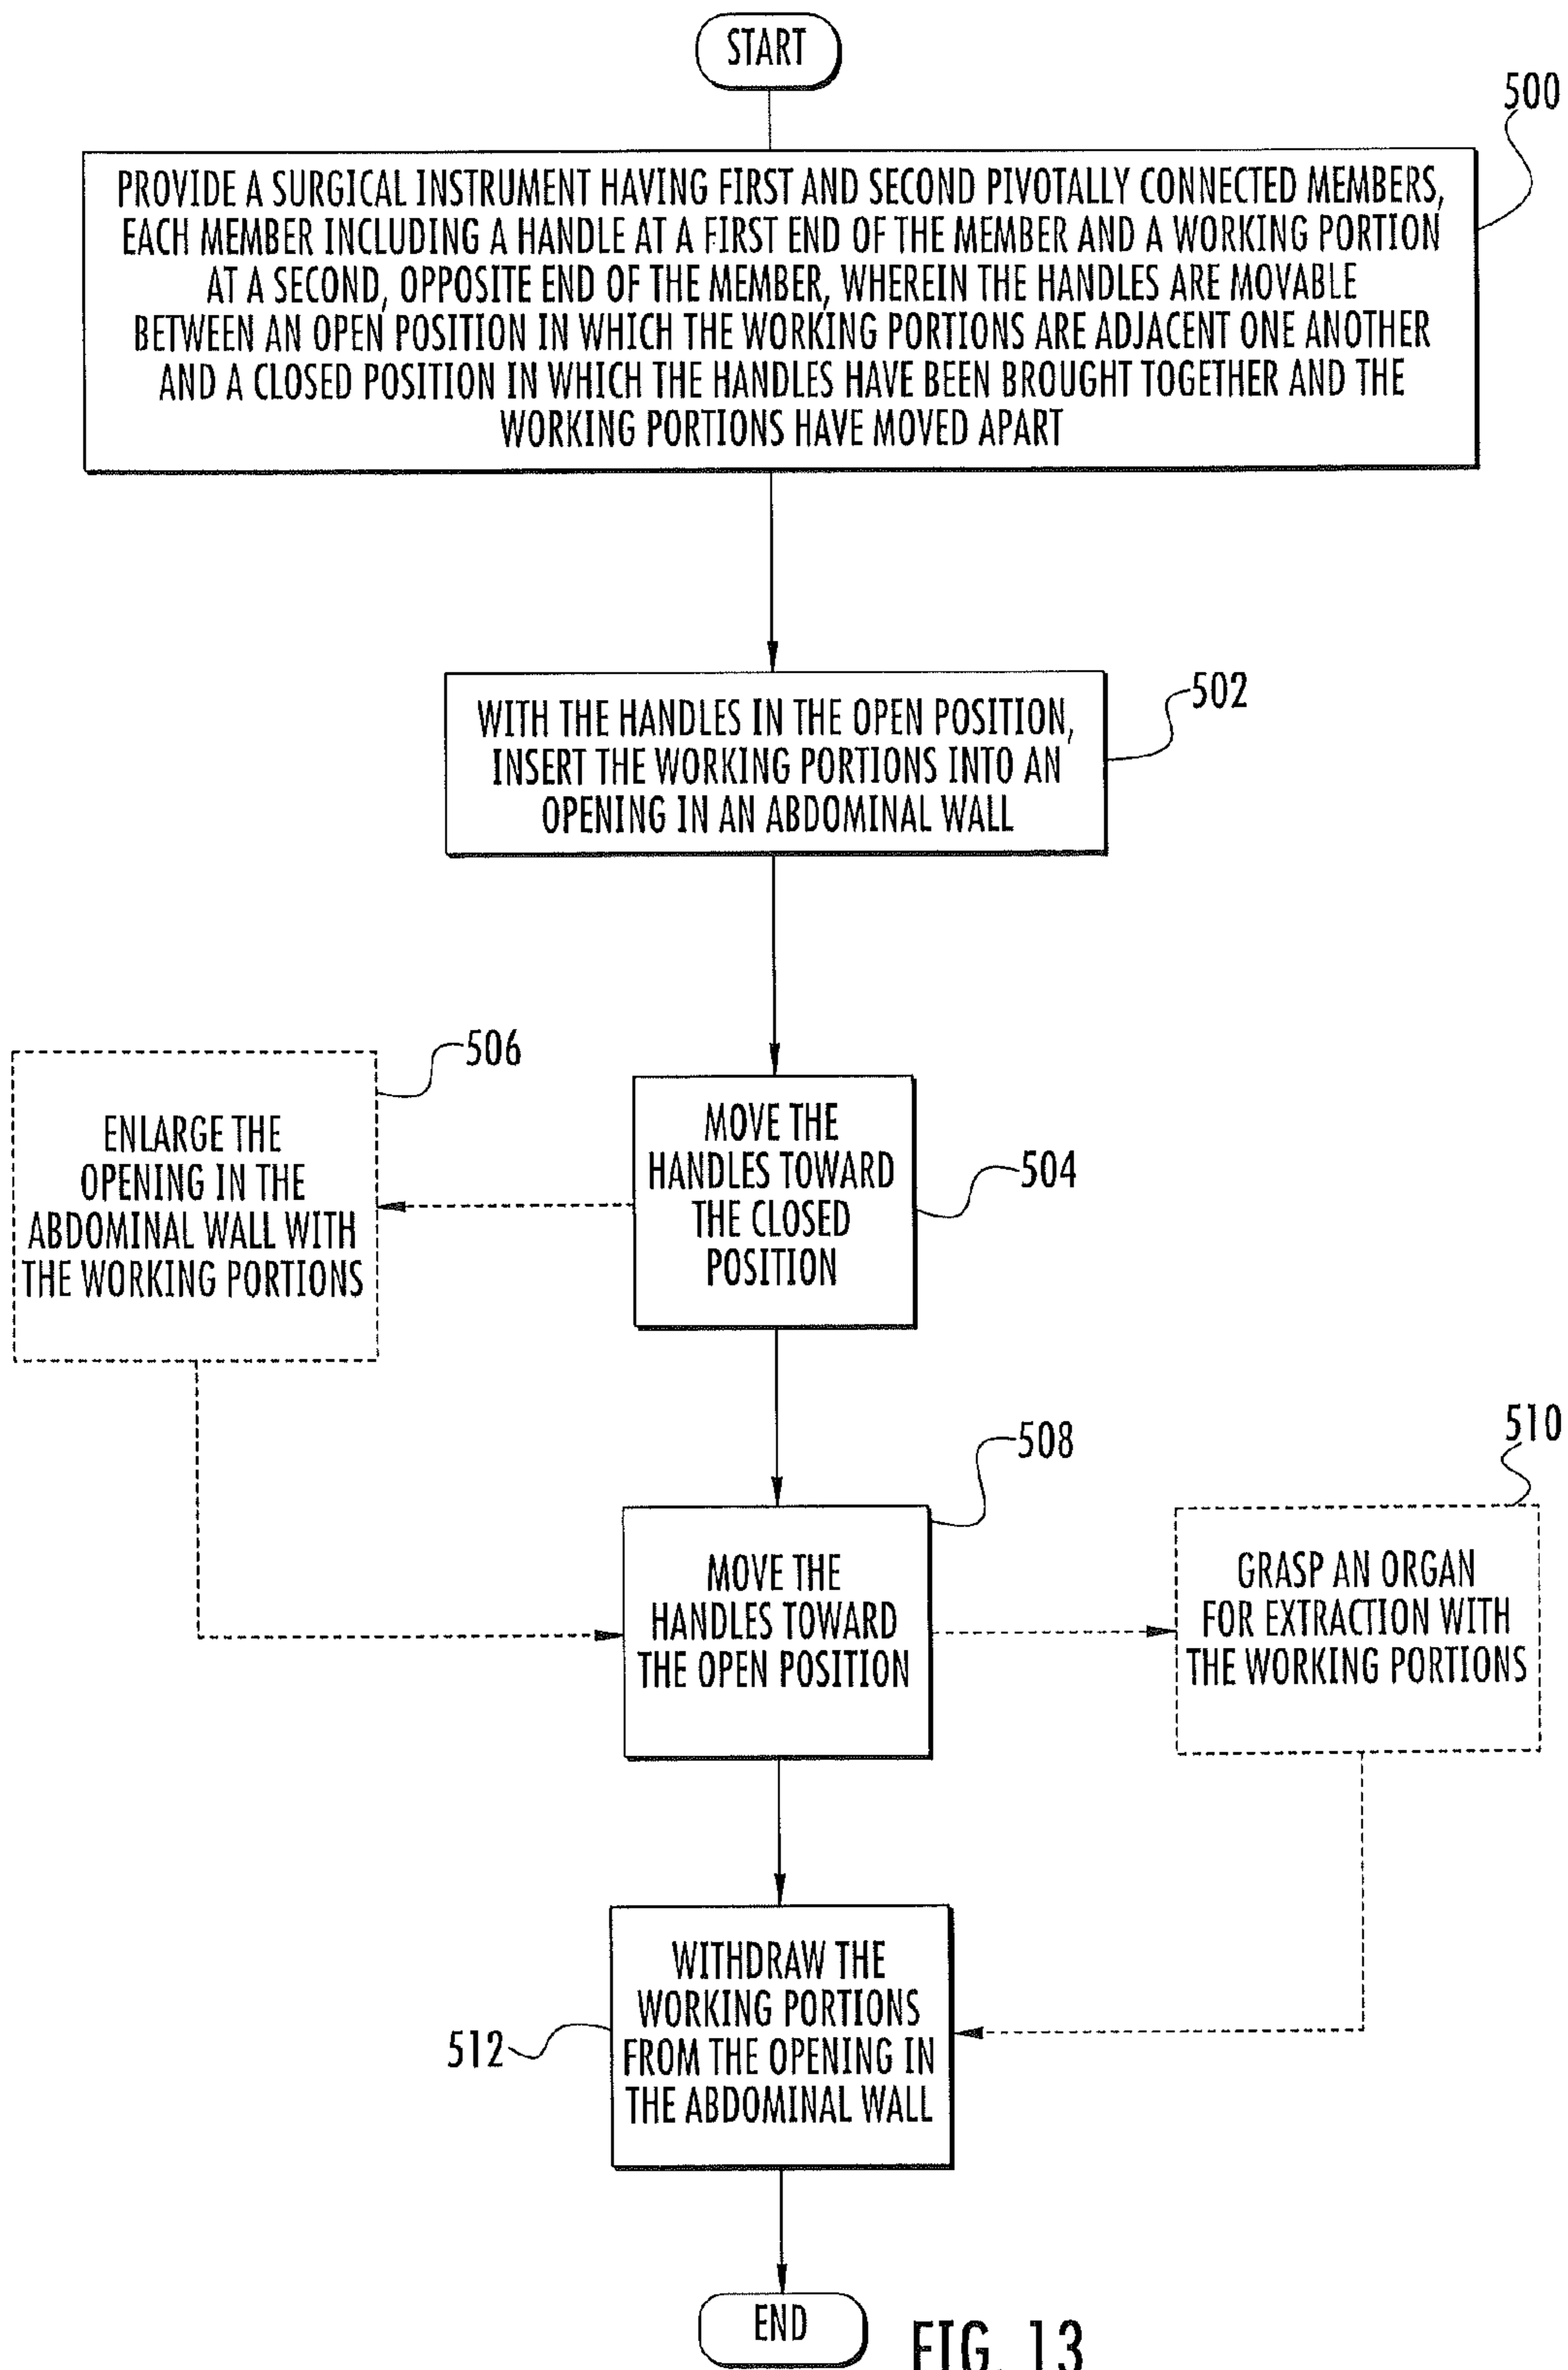 START
500
PROVIDE A SURGICAL INSTRUMENT HAVING FIRST AND SECOND PIVOTALLY CONNECTED MEMBERS,
EACH MEMBER INCLUDING A HANDLE AT A FIRST END OF THE MEMBER AND A WORKING PORTION
AT A SECOND, OPPOSITE END OF THE MEMBER, WHEREIN THE HANDLES ARE MOVABLE
BETWEEN AN OPEN POSITION IN WHICH THE WORKING PORTIONS ARE ADJACENT ONE ANOTHER
AND A CLOSED POSITION IN WHICH THE HANDLES HAVE BEEN BROUGHT TOGETHER AND THE
WORKING PORTIONS HAVE MOVED APART
502
WITH THE HANDLES IN THE OPEN POSITION,
INSERT THE WORKING PORTIONS INTO AN
OPENING IN AN ABDOMINAL WALL
506
ENLARGE THE
OPENING IN THE
ABDOMINAL WALL WITH
THE WORKING PORTIONS
MOVE THE
HANDLES TOWARD
THE CLOSED
POSITION
504
508
MOVE THE
HANDLES TOWARD
THE OPEN POSITION
510
GRASP AN ORGAN
FOR EXTRACTION WITH
THE WORKING PORTIONS
WITHDRAW THE
WORKING PORTIONS
FROM THE OPENING IN
THE ABDOMINAL WALL
512
END
FIG. 13